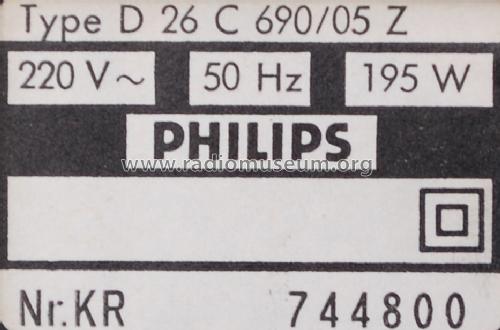 Type D 26 C 690/05 Z
220 V~ 50 Hz 195 W
PHILIPS
www.radiomuseum.org
Nr.KR 744800